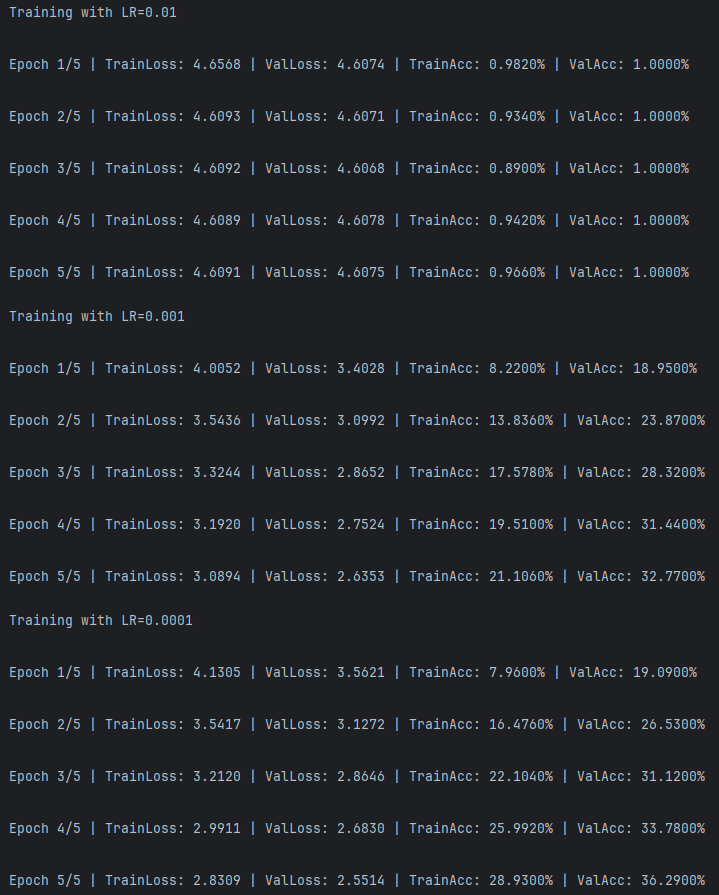 Training with LR=0.01
Epoch 1/5 | TrainLoss: 4.6568 | ValLoss: 4.6074 | TrainAcc: 0.9820% | ValAcc: 1.0000%
Epoch 2/5 | TrainLoss: 4.6093 | ValLoss: 4.6071 | TrainAcc: 0.9340% | ValAcc: 1.0000%
Epoch 3/5 | TrainLoss: 4.6092 | ValLoss: 4.6068 | TrainAcc: 0.8900% | ValAcc: 1.0000%
Epoch 4/5 | TrainLoss: 4.6089 | ValLoss: 4.6078 | TrainAcc: 0.9420% | ValAcc: 1.0000%
Epoch 5/5 | TrainLoss: 4.6091 | ValLoss: 4.6075 | TrainAcc: 0.9660% | ValAcc: 1.0000%
Training with LR=0.001
Epoch 1/5 | TrainLoss: 4.0052 | ValLoss: 3.4028 | TrainAcc: 8.2200% | ValAcc: 18.9500%
Epoch 2/5 | TrainLoss: 3.5436 | ValLoss: 3.0992 | TrainAcc: 13.8360% | ValAcc: 23.8700%
Epoch 3/5 | TrainLoss: 3.3244 | ValLoss: 2.8652 | TrainAcc: 17.5780% | ValAcc: 28.3200%
Epoch 4/5 | TrainLoss: 3.1920 | ValLoss: 2.7524 | TrainAcc: 19.5100% | ValAcc: 31.4400%
Epoch 5/5 | TrainLoss: 3.0894 | ValLoss: 2.6353 | TrainAcc: 21.1060% | ValAcc: 32.7700%
Training with LR=0.0001
Epoch 1/5 | TrainLoss: 4.1305 | ValLoss: 3.5621 | TrainAcc: 7.9600% | ValAcc: 19.0900%
Epoch 2/5 | TrainLoss: 3.5417 | ValLoss: 3.1272 | TrainAcc: 16.4760% | ValAcc: 26.5300%
Epoch 3/5 | TrainLoss: 3.2120 | ValLoss: 2.8646 | TrainAcc: 22.1040% | ValAcc: 31.1200%
Epoch 4/5 | TrainLoss: 2.9911 | ValLoss: 2.6830 | TrainAcc: 25.9920% | ValAcc: 33.7800%
Epoch 5/5 | TrainLoss: 2.8309 | ValLoss: 2.5514 | TrainAcc: 28.9300% | ValAcc: 36.2900%